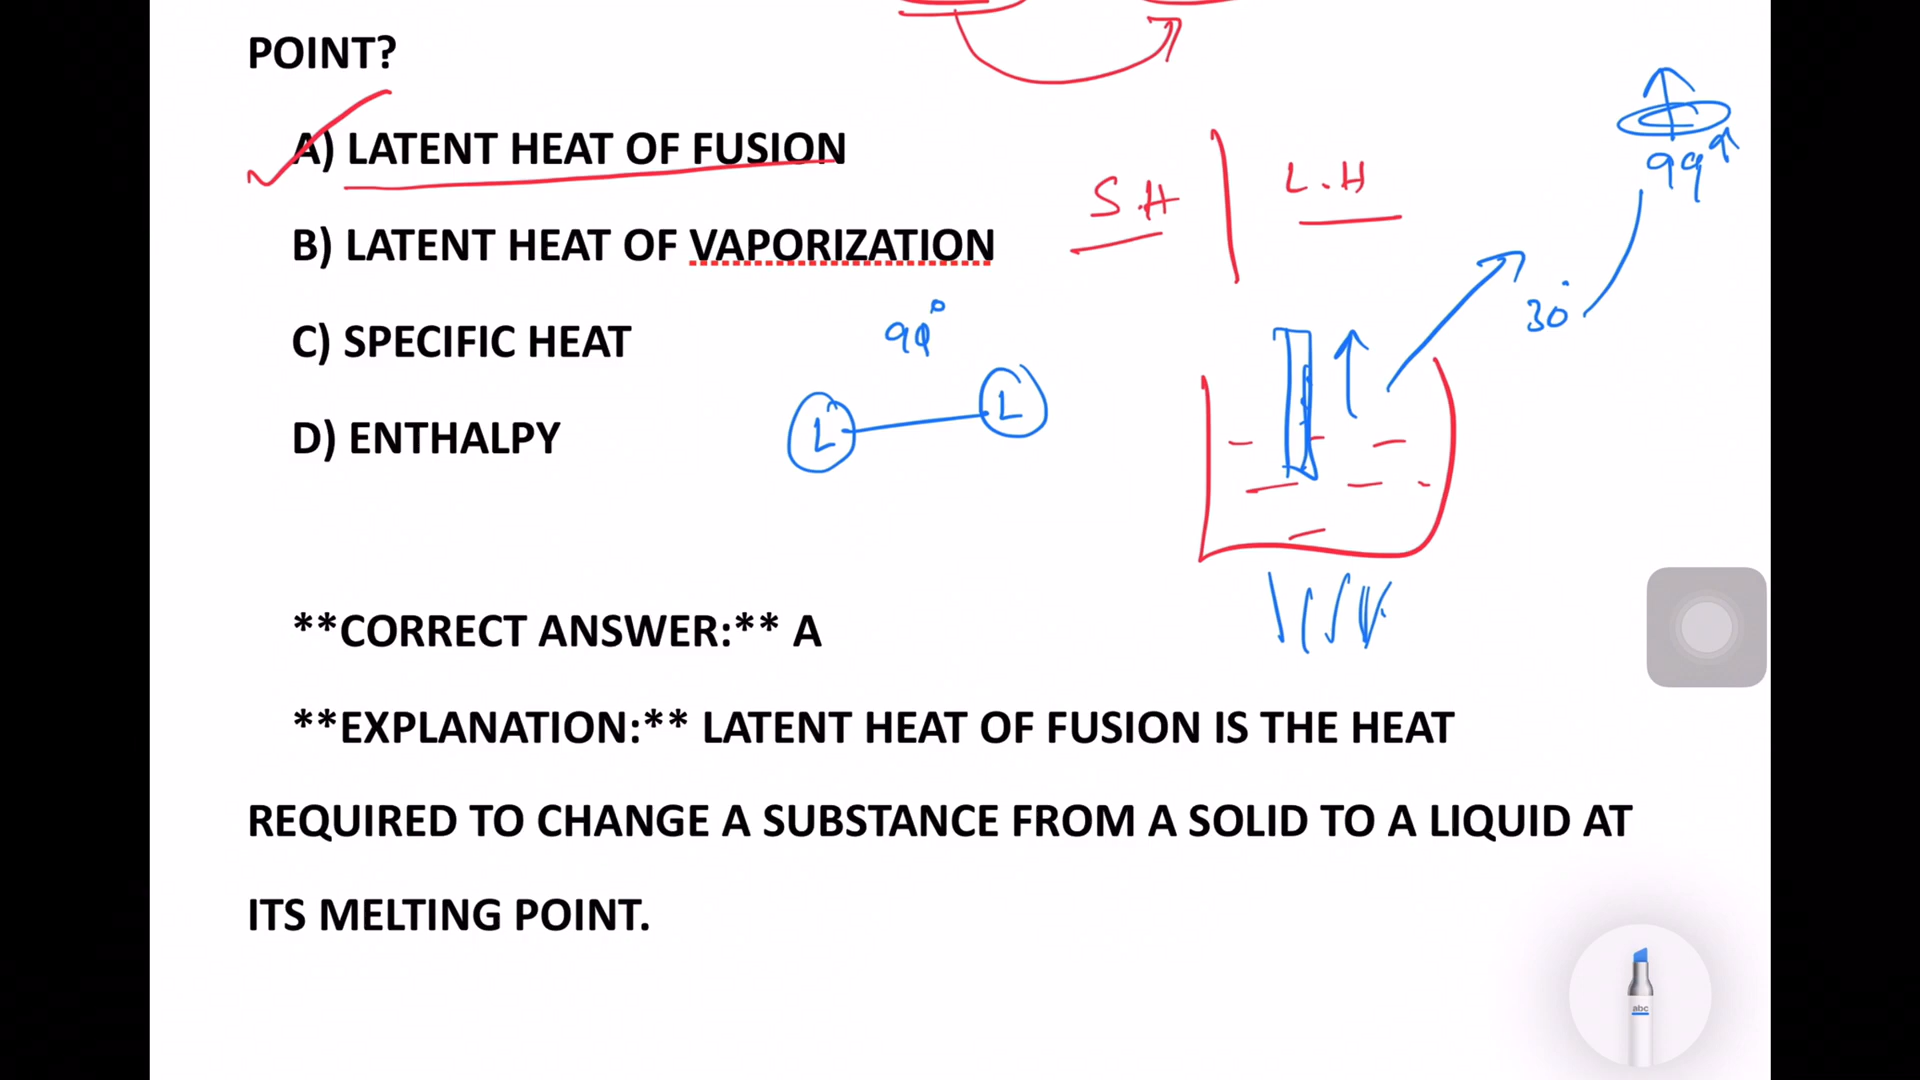 POINT?
A) LATENT HEAT OF FUSION
S.H L.H
99°
B) LATENT HEAT OF VAPORIZATION
30°
99°
C) SPECIFIC HEAT
L L
D) ENTHALPY
**CORRECT ANSWER:** A
**EXPLANATION:** LATENT HEAT OF FUSION IS THE HEAT
REQUIRED TO CHANGE A SUBSTANCE FROM A SOLID TO A LIQUID AT
ITS MELTING POINT.
abc